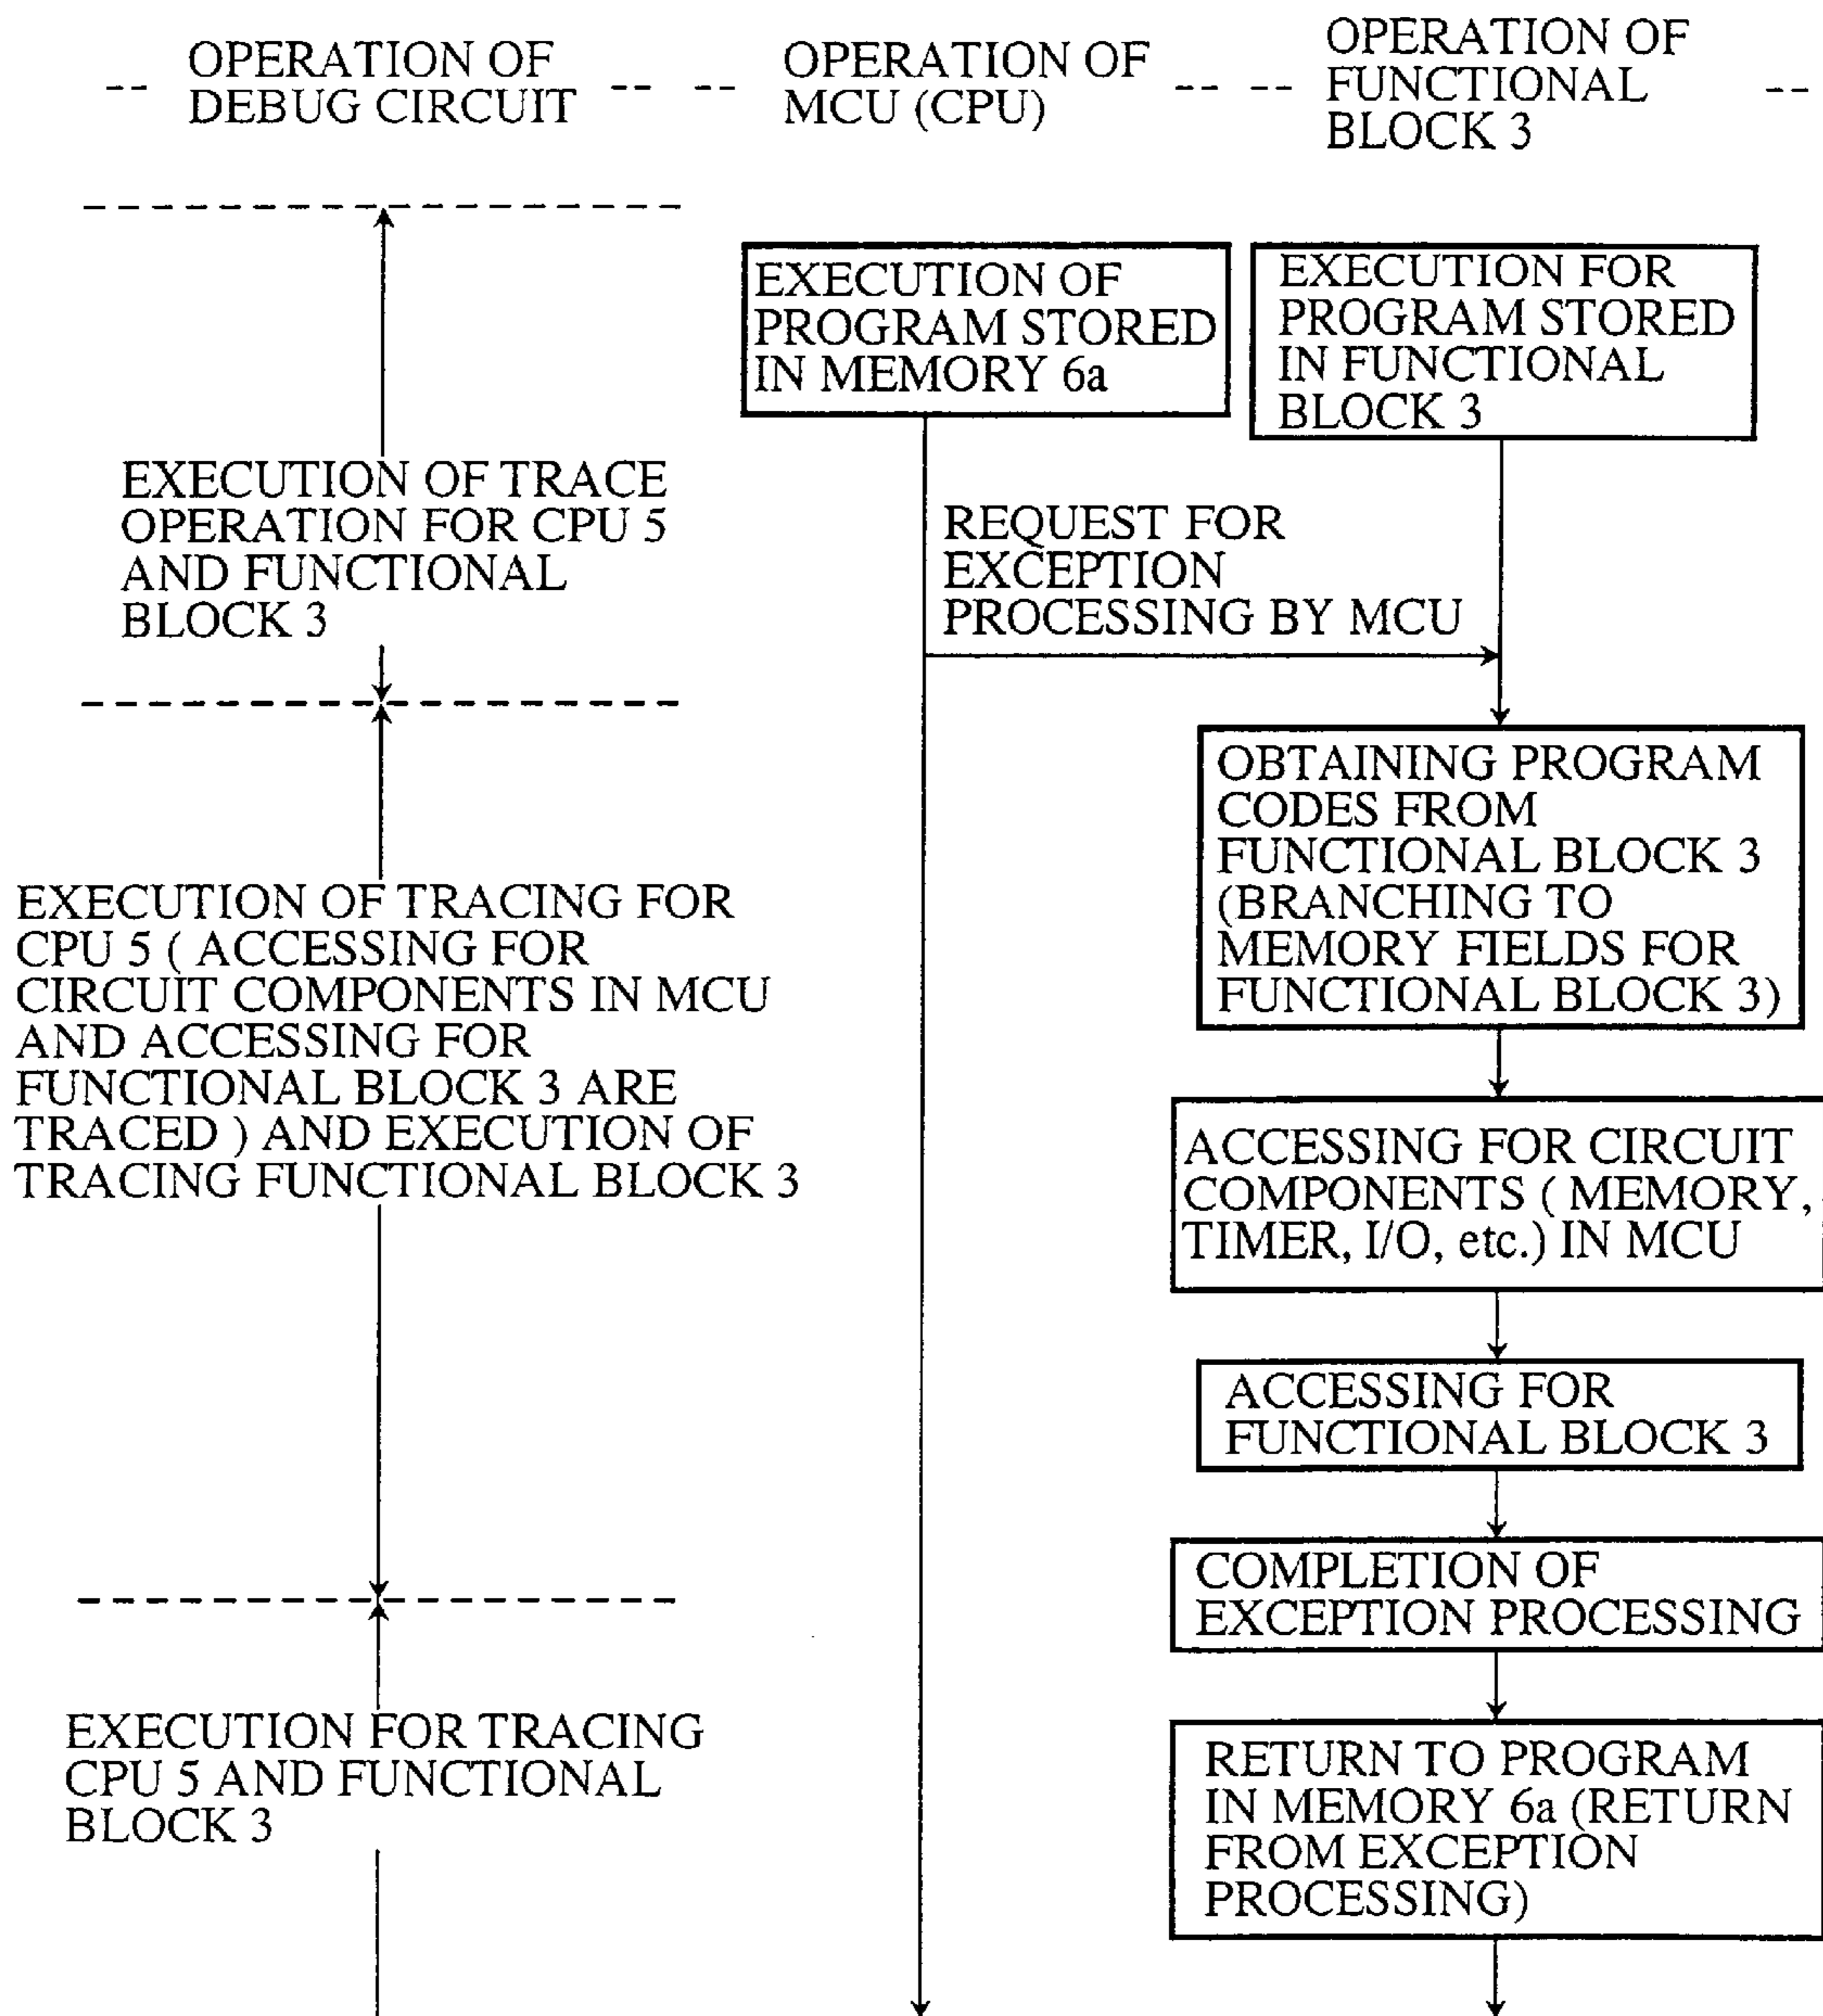 OPERATION OF
DEBUG CIRCUIT
OPERATION OF
MCU (CPU)
OPERATION OF
FUNCTIONAL
BLOCK 3
EXECUTION OF
PROGRAM STORED
IN MEMORY 6a
EXECUTION FOR
PROGRAM STORED
IN FUNCTIONAL
BLOCK 3
EXECUTION OF TRACE
OPERATION FOR CPU 5
AND FUNCTIONAL
BLOCK 3
REQUEST FOR
EXCEPTION
PROCESSING BY MCU
OBTAINING PROGRAM
CODES FROM
FUNCTIONAL BLOCK 3
(BRANCHING TO
MEMORY FIELDS FOR
FUNCTIONAL BLOCK 3)
EXECUTION OF TRACING FOR
CPU 5 ( ACCESSING FOR
CIRCUIT COMPONENTS IN MCU
AND ACCESSING FOR
FUNCTIONAL BLOCK 3 ARE
TRACED ) AND EXECUTION OF
TRACING FUNCTIONAL BLOCK 3
ACCESSING FOR CIRCUIT
COMPONENTS ( MEMORY,
TIMER, I/O, etc.) IN MCU
ACCESSING FOR
FUNCTIONAL BLOCK 3
COMPLETION OF
EXCEPTION PROCESSING
EXECUTION FOR TRACING
CPU 5 AND FUNCTIONAL
BLOCK 3
RETURN TO PROGRAM
IN MEMORY 6a (RETURN
FROM EXCEPTION
PROCESSING)